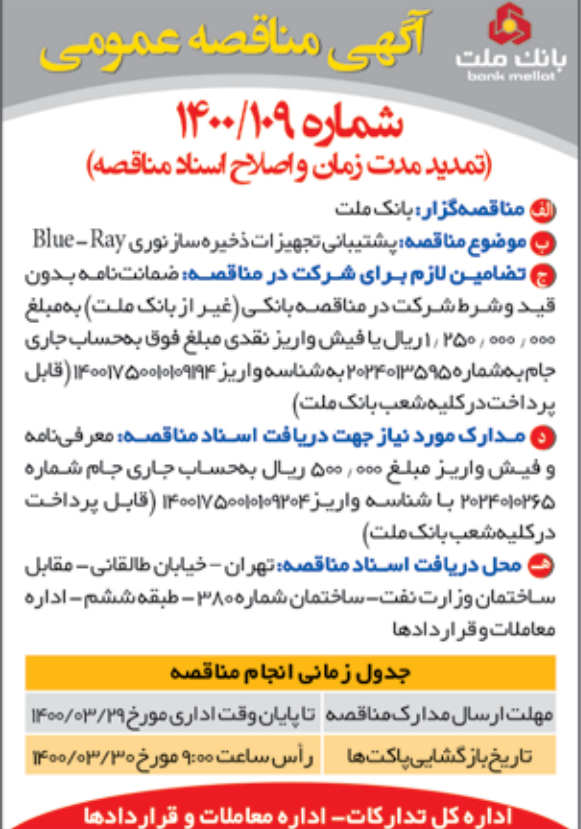 بانک ملت
bank mellat
آگهی مناقصه عمومی
شماره ۱۴۰۰/۱۰۹
(تمدید مدت زمان و اصلاح اسناد مناقصه)
الف مناقصه‌گزار: بانک ملت
ب موضوع مناقصه: پشتیبانی تجهیزات ذخیره‌ساز نوری Blue-Ray
ج تضامین لازم برای شرکت در مناقصه: ضمانت‌نامه بدون
قید و شرط شرکت در مناقصه بانکی (غیر از بانک ملت) به‌مبلغ
۱٫۲۵۰٫۰۰۰٫۰۰۰ ریال یا فیش واریز نقدی مبلغ فوق به‌حساب جاری
جام به‌شماره ۲۰۲۴۰۱۳۵۹۵ به شناسه واریز ۱۴۰۰۱۷۵۰۰۱۰۱۰۹۱۹۴ (قابل
پرداخت در کلیه شعب بانک ملت)
د مدارک مورد نیاز جهت دریافت اسناد مناقصه: معرفی‌نامه
و فیش واریز مبلغ ۵۰۰٫۰۰۰ ریال به‌حساب جاری جام شماره
۲۰۲۴۰۱۰۲۶۵ با شناسه واریز ۱۴۰۰۱۷۵۰۰۱۰۱۰۹۲۰۴ (قابل پرداخت
در کلیه شعب بانک ملت)
هـ محل دریافت اسناد مناقصه: تهران - خیابان طالقانی - مقابل
ساختمان وزارت نفت - ساختمان شماره ۳۸۰ - طبقه ششم - اداره
معاملات و قراردادها
جدول زمانی انجام مناقصه
مهلت ارسال مدارک مناقصه تا پایان وقت اداری مورخ ۱۴۰۰/۰۳/۲۹
تاریخ بازگشایی پاکت‌ها رأس ساعت ۹:۰۰ مورخ ۱۴۰۰/۰۳/۳۰
اداره کل تدارکات - اداره معاملات و قراردادها